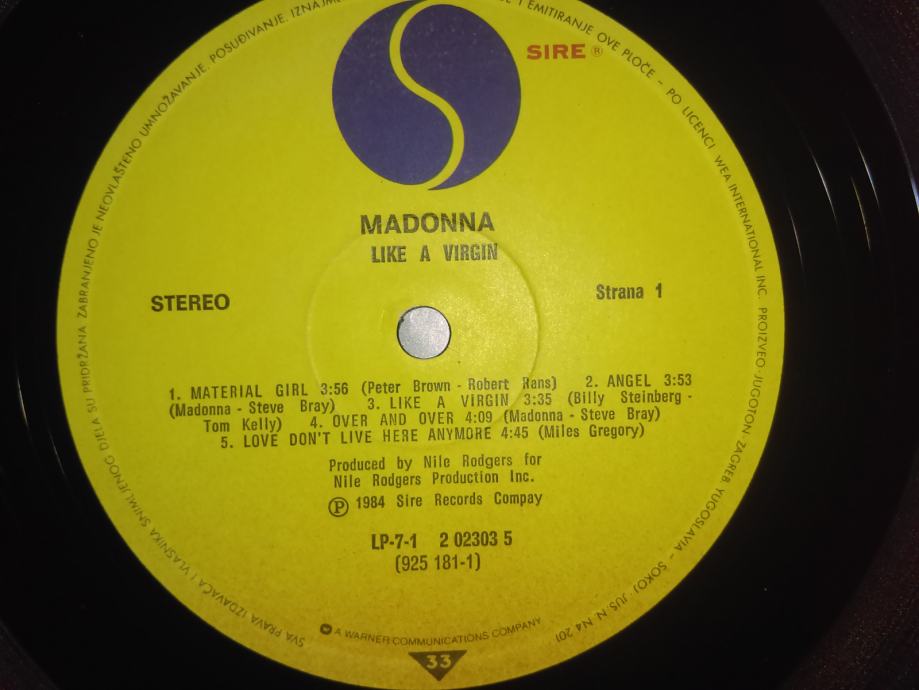 SIRE ®
MADONNA
LIKE A VIRGIN
STEREO
Strana 1
1. MATERIAL GIRL 3:56 (Peter Brown - Robert Rans) 2. ANGEL 3:53
(Madonna - Steve Bray) 3. LIKE A VIRGIN 3:35 (Billy Steinberg -
Tom Kelly) 4. OVER AND OVER 4:09 (Madonna - Steve Bray)
5. LOVE DON'T LIVE HERE ANYMORE 4:45 (Miles Gregory)
Produced by Nile Rodgers for
Nile Rodgers Production Inc.
Ⓟ 1984 Sire Records Compay
LP-7-1 2 02303 5
(925 181-1)
A WARNER COMMUNICATIONS COMPANY
33
SVA PRAVA IZDAVAČA I VLASNIKA SNIMLJENOG DJELA SU PRIDRŽANA. ZABRANJENO JE NEOVLAŠTENO UMNOŽAVANJE, POSUĐIVANJE, I EMITIRANJE OVE PLOČE - PO LICENCI WEA INTERNATIONAL INC. PROIZVEO-JUGOTON-ZAGREB YUGOSLAVIA - SOKOJ JUS N N4 201